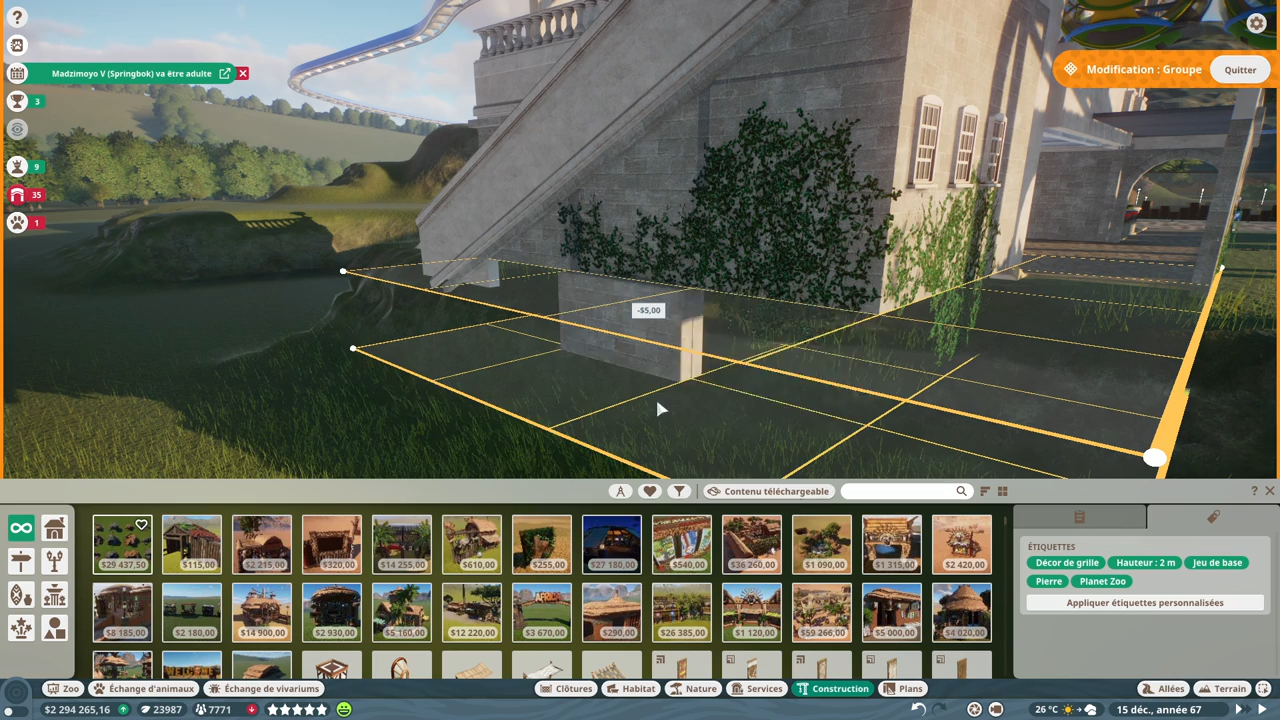 ?
Madzimoyo V (Springbok) va être adulte
3
9
35
1
Modification : Groupe
Quitter
-$5,00
Contenu téléchargeable
? ×
$29 437,50
$115,00
$2 215,00
$320,00
$14 255,00
$610,00
$255,00
$27 180,00
$540,00
$36 260,00
$1 090,00
$1 315,00
$2 420,00
$8 185,00
$2 180,00
$14 900,00
$2 930,00
$5 160,00
$12 220,00
$3 670,00
$290,00
$26 385,00
$1 120,00
$59 266,00
$5 000,00
$4 020,00
ÉTIQUETTES
Décor de grille
Hauteur : 2 m
Jeu de base
Pierre
Planet Zoo
Appliquer étiquettes personnalisées
Zoo
Échange d'animaux
Échange de vivariums
Clôtures
Habitat
Nature
Services
Construction
Plans
Allées
Terrain
$2 294 265,16
23987
7771
26 °C
15 déc., année 67